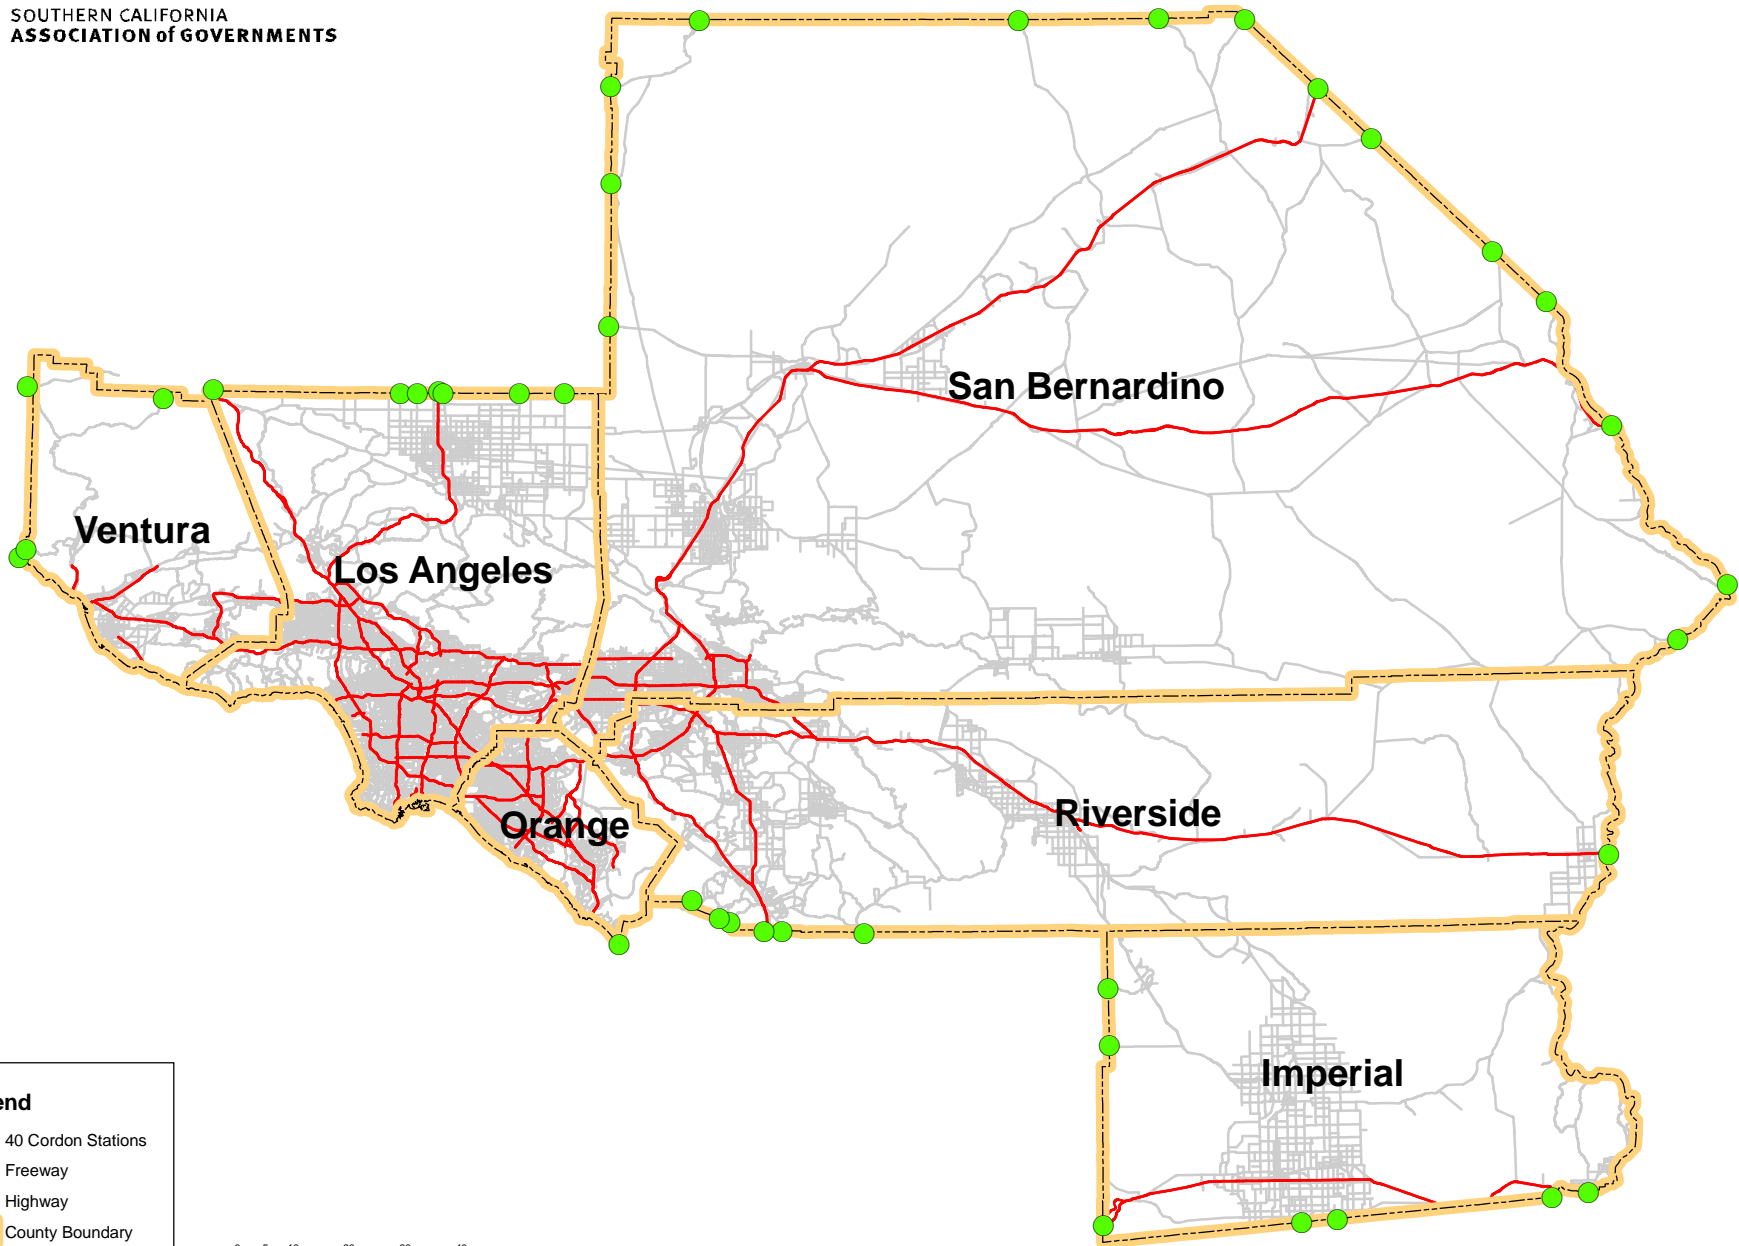 SOUTHERN CALIFORNIA
ASSOCIATION of GOVERNMENTS
San Bernardino
Ventura
Los Angeles
Riverside
Orange
Imperial
40 Cordon Stations
Freeway
Highway
County Boundary